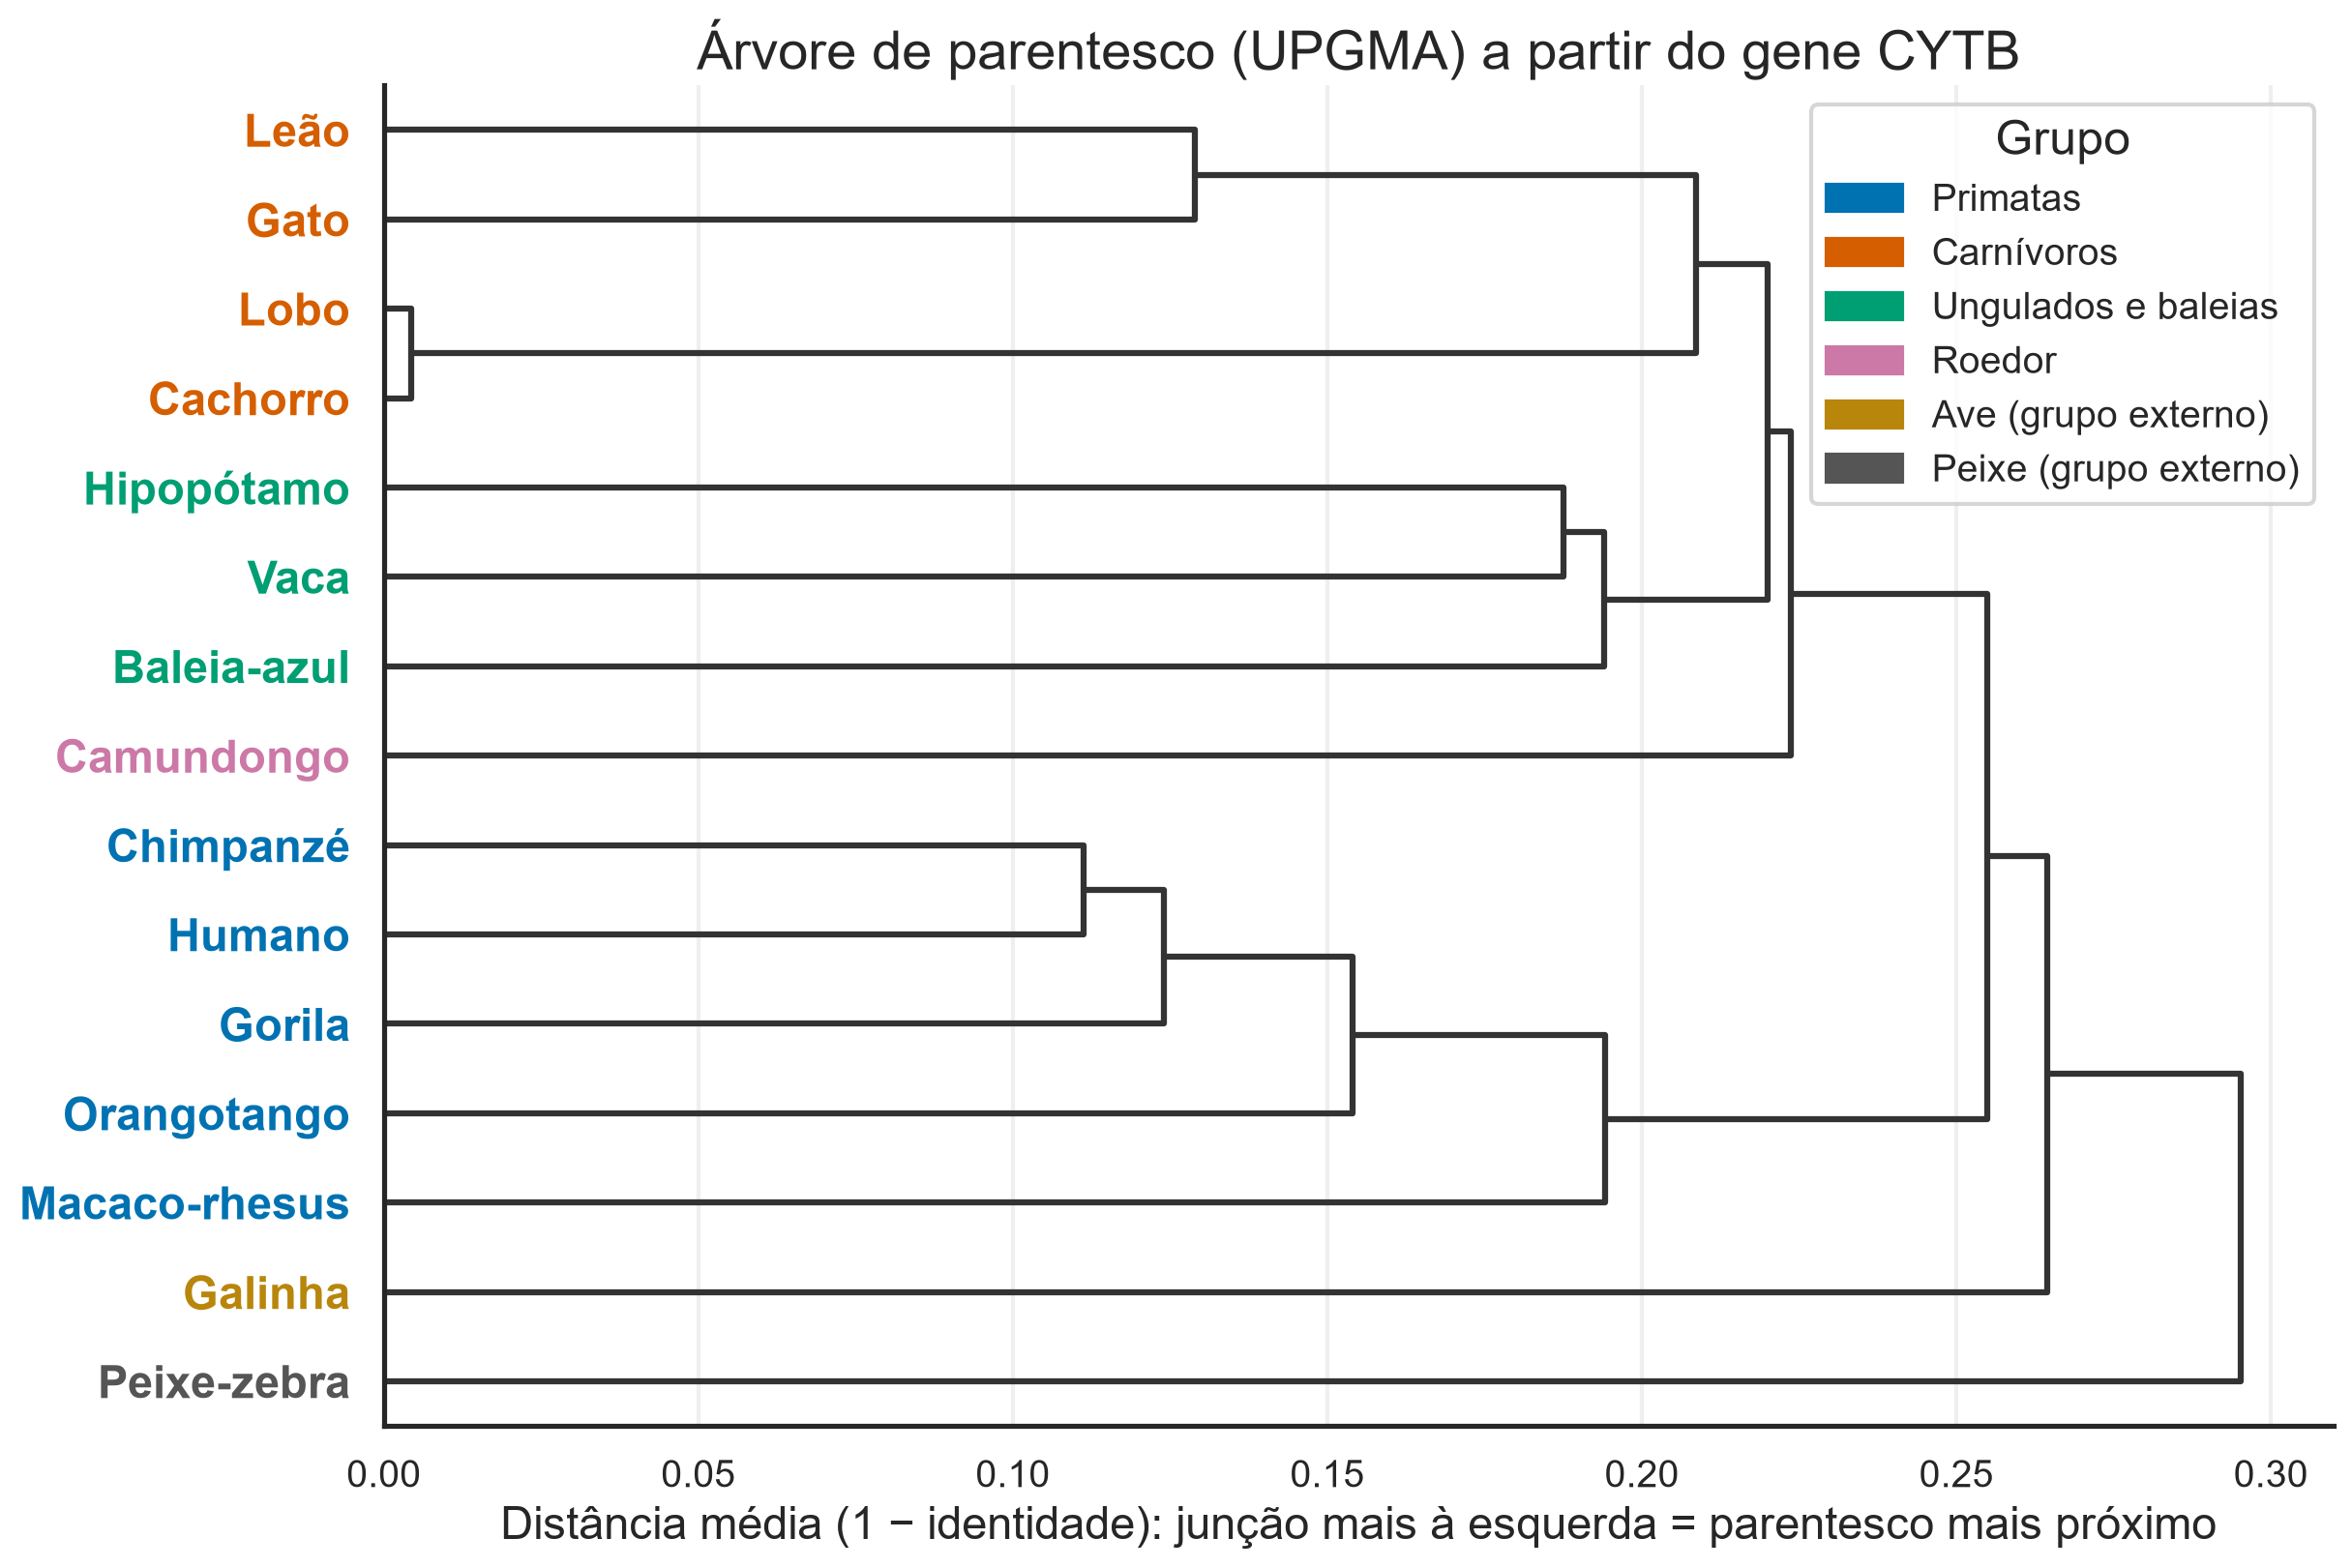 Árvore de parentesco (UPGMA) a partir do gene CYTB
Leão
Gato
Lobo
Cachorro
Hipopótamo
Vaca
Baleia-azul
Camundongo
Chimpanzé
Humano
Gorila
Orangotango
Macaco-rhesus
Galinha
Peixe-zebra
Grupo
Primatas
Carnívoros
Ungulados e baleias
Roedor
Ave (grupo externo)
Peixe (grupo externo)
0.00 0.05 0.10 0.15 0.20 0.25 0.30
Distância média (1 − identidade): junção mais à esquerda = parentesco mais próximo